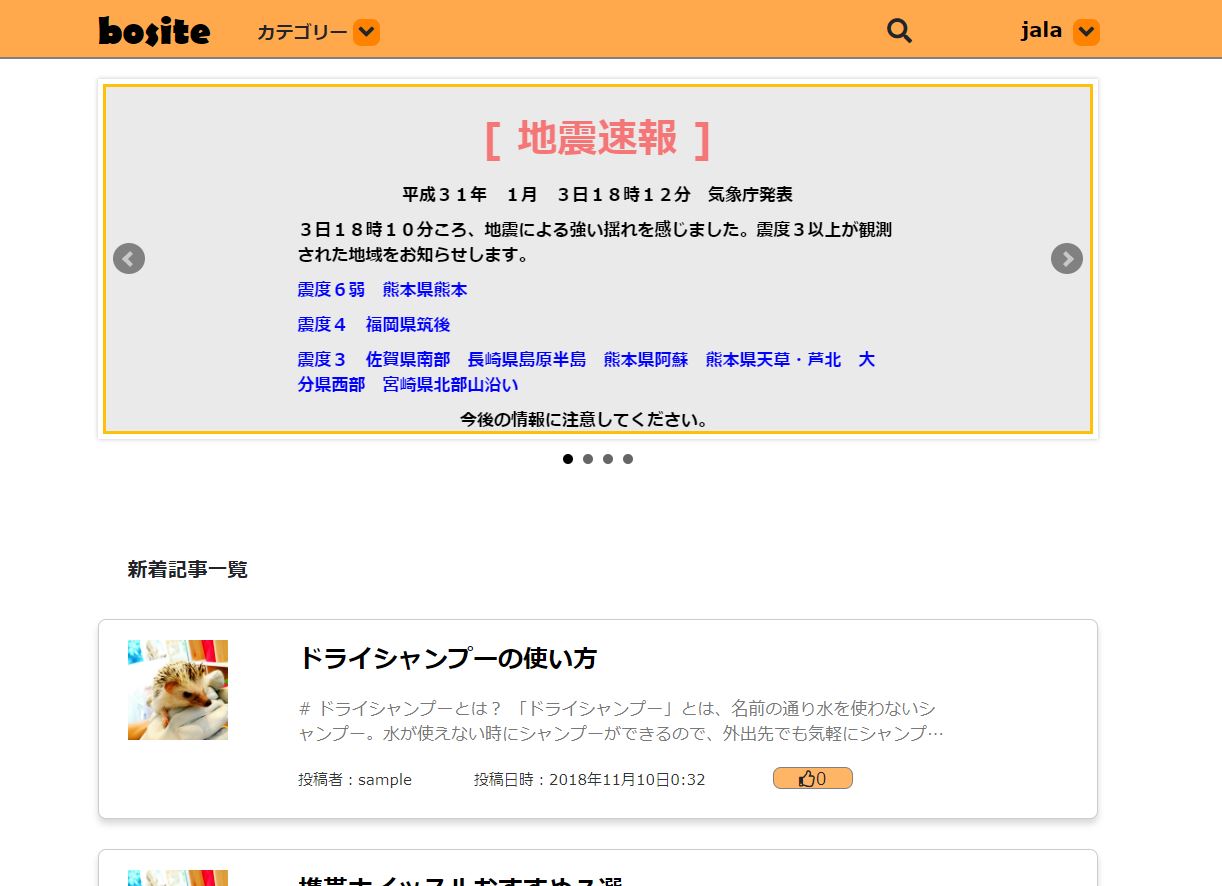 bosite
カテゴリー
jala
[ 地震速報 ]
平成３１年　１月　３日１８時１２分　気象庁発表
３日１８時１０分ころ、地震による強い揺れを感じました。震度３以上が観測
された地域をお知らせします。
震度６弱　熊本県熊本
震度４　福岡県筑後
震度３　佐賀県南部　長崎県島原半島　熊本県阿蘇　熊本県天草・芦北　大
分県西部　宮崎県北部山沿い
今後の情報に注意してください。
新着記事一覧
ドライシャンプーの使い方
# ドライシャンプーとは？ 「ドライシャンプー」とは、名前の通り水を使わないシ
ャンプー。水が使えない時にシャンプーができるので、外出先でも気軽にシャンプ…
投稿者：sample 投稿日時：2018年11月10日0:32 0
携帯ホイッスルおすすめ７選